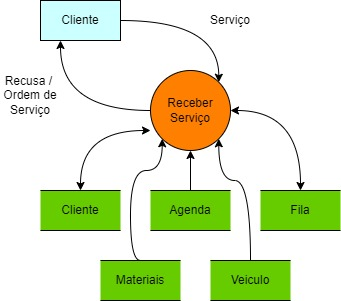 Cliente
Serviço
Recusa /
Ordem de
Serviço
Receber
Serviço
Cliente
Agenda
Fila
Materiais
Veiculo